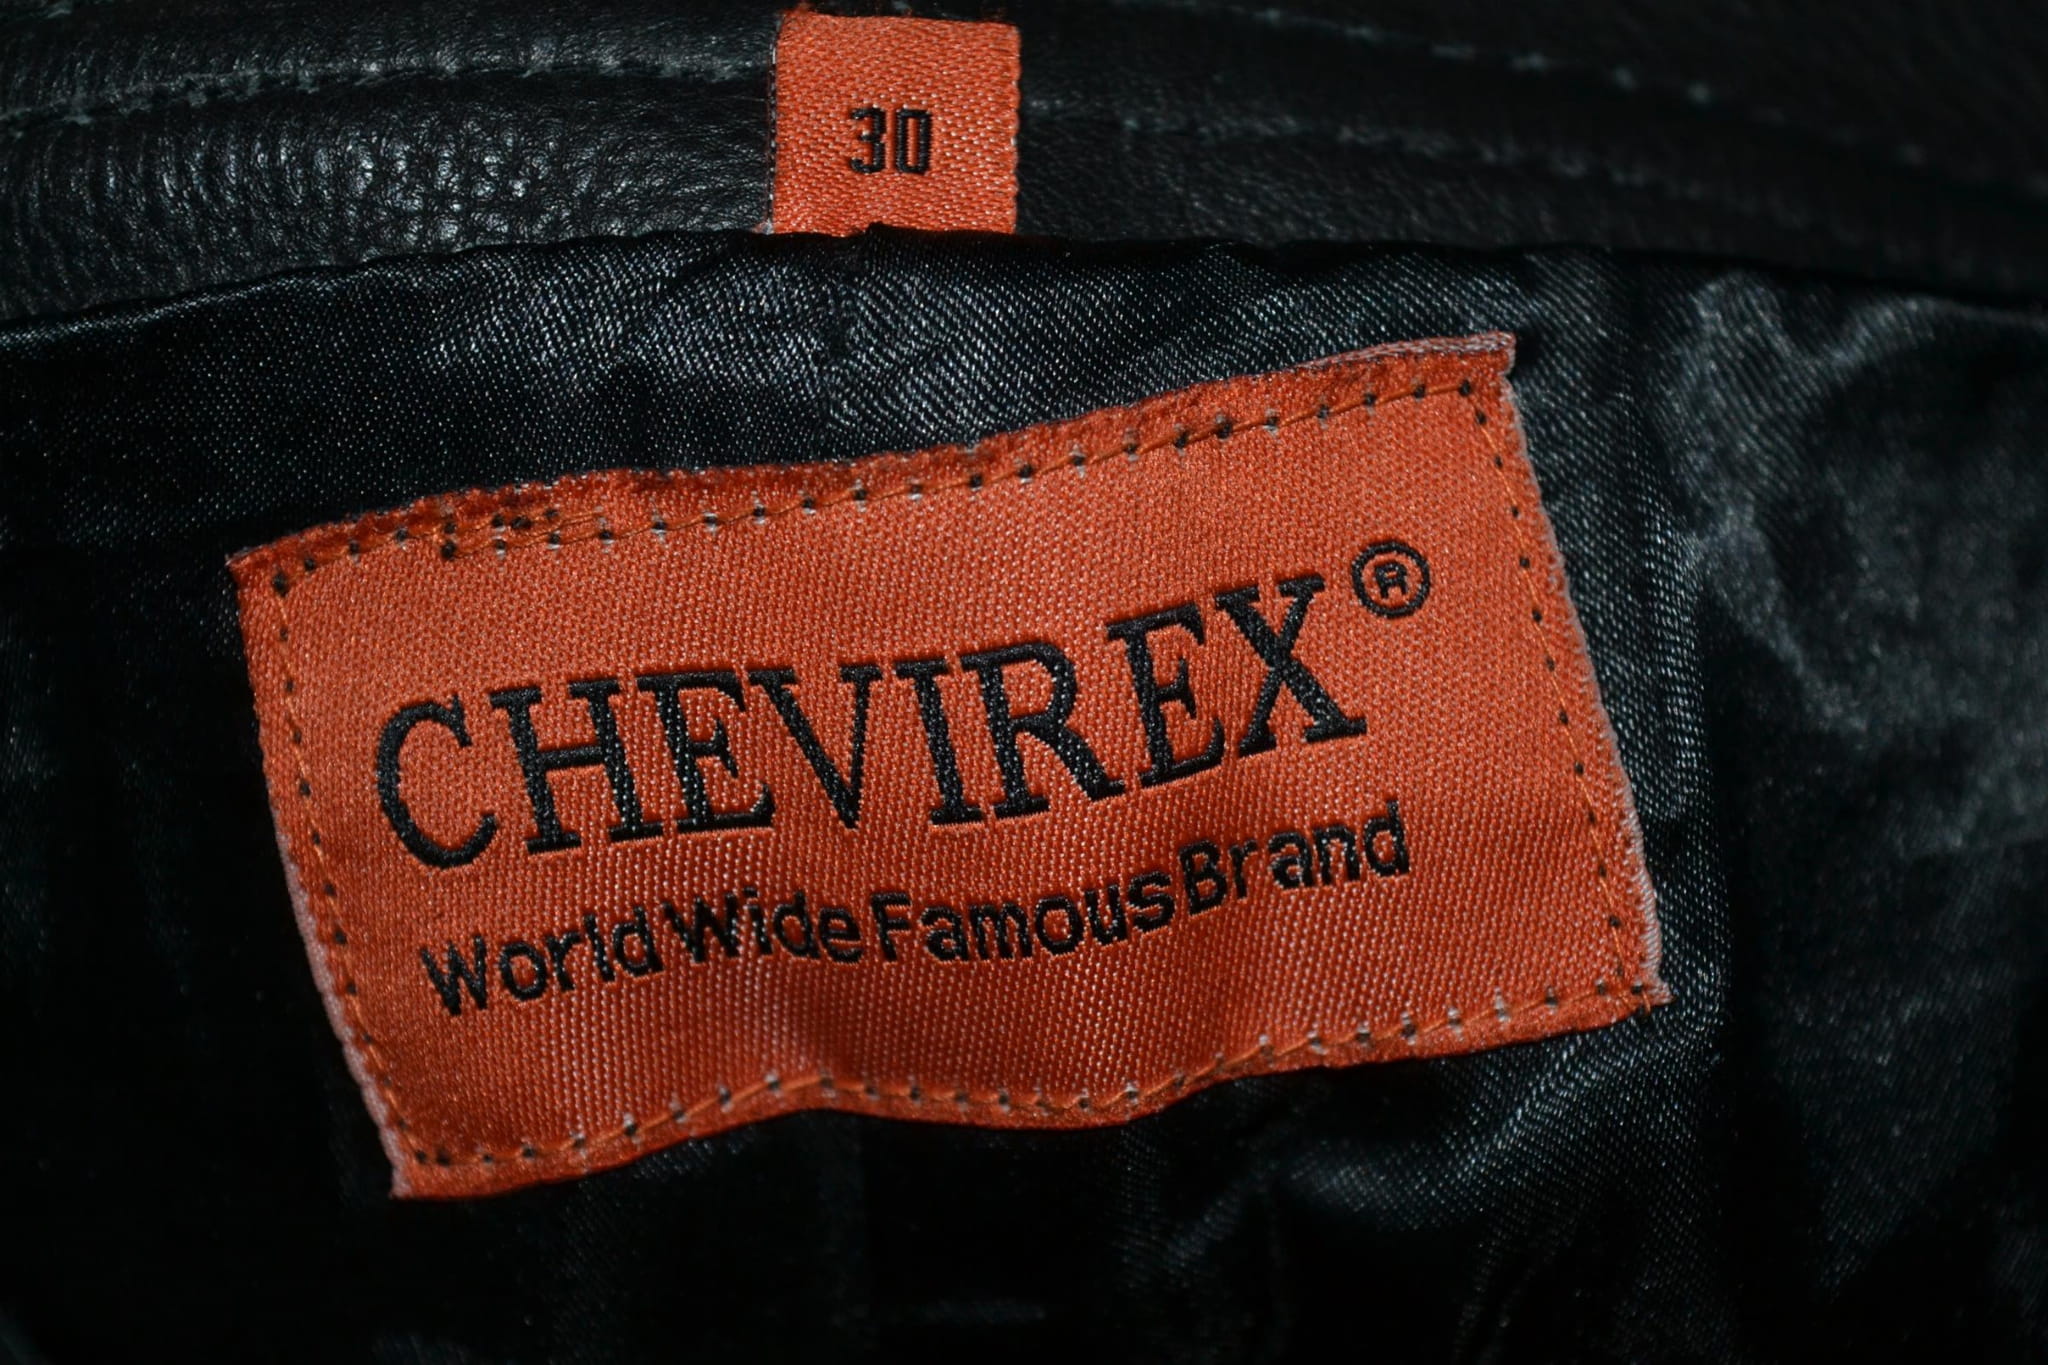 30
CHEVIREX®
World Wide Famous Brand